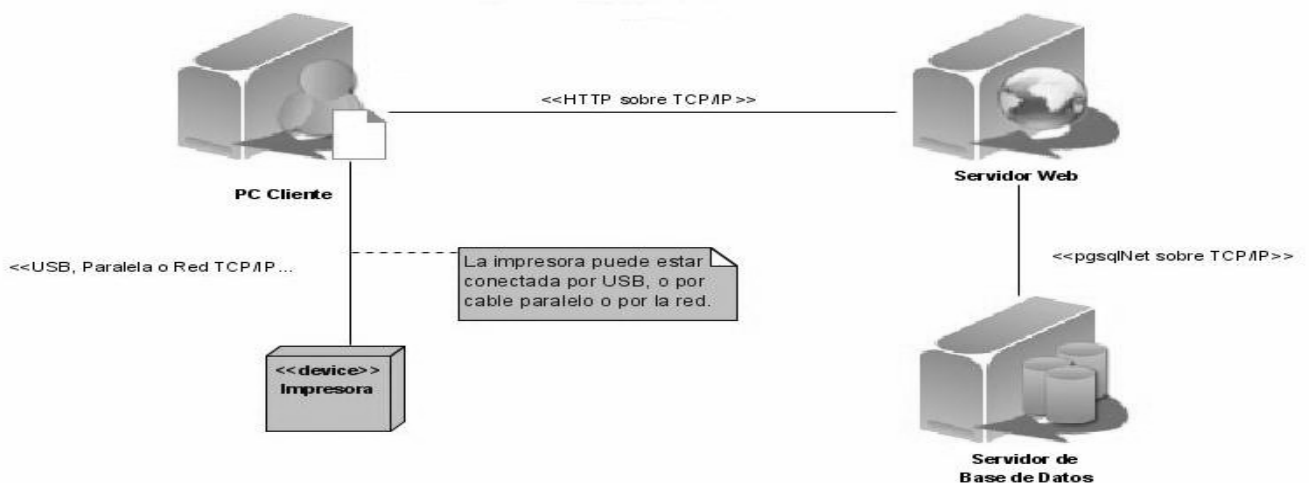 <<HTTP sobre TCP/IP>>
PC Cliente
Servidor Web
<<USB, Paralela o Red TCP/IP...
La impresora puede estar
conectada por USB, o por
cable paralelo o por la red.
<<pgsqlNet sobre TCP/IP>>
<<device>>
Impresora
Servidor de
Base de Datos